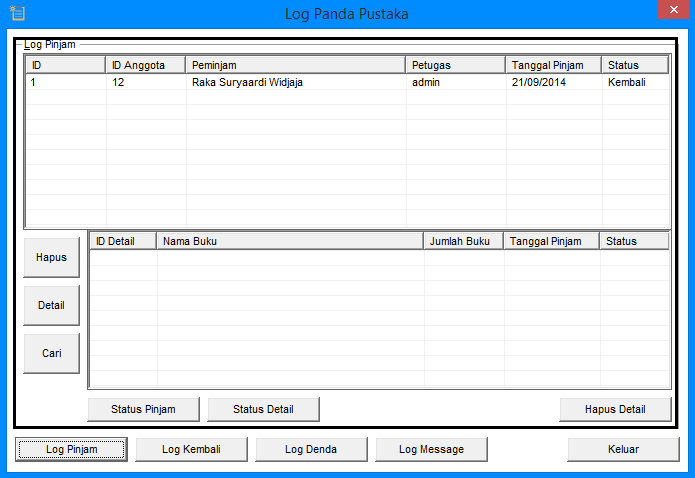 Log Panda Pustaka
Log Pinjam
ID ID Anggota Peminjam Petugas Tanggal Pinjam Status
1 12 Raka Suryaardi Widjaja admin 21/09/2014 Kembali
ID Detail Nama Buku Jumlah Buku Tanggal Pinjam Status
Hapus
Detail
Cari
Status Pinjam Status Detail Hapus Detail
Log Pinjam Log Kembali Log Denda Log Message Keluar